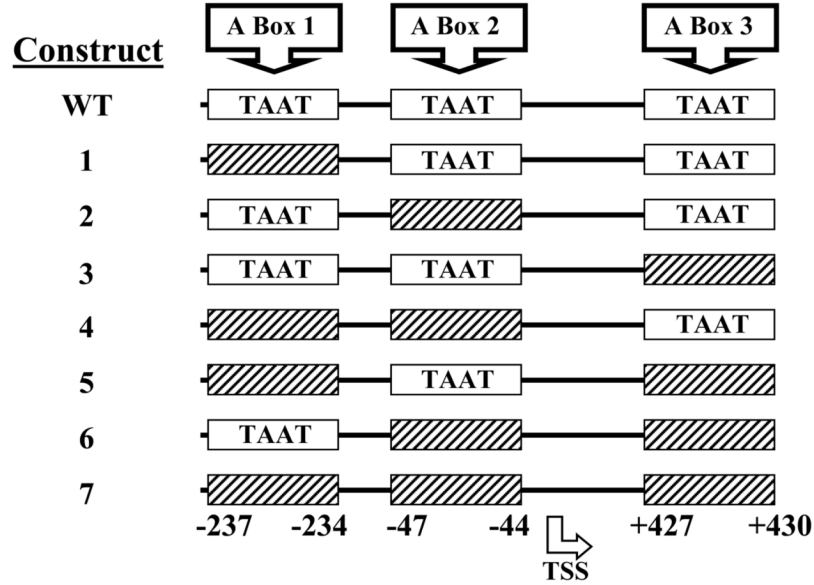 A Box 1 A Box 2 A Box 3
Construct
WT TAAT TAAT TAAT
1 TAAT TAAT
2 TAAT TAAT
3 TAAT TAAT
4 TAAT
5 TAAT
6 TAAT
7
-237 -234 -47 -44 +427 +430
TSS